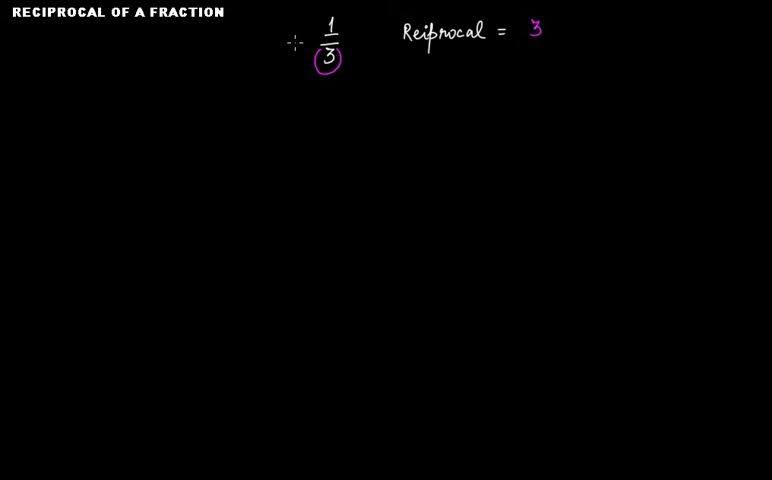 RECIPROCAL OF A FRACTION
1/3 Reiprocal = 3